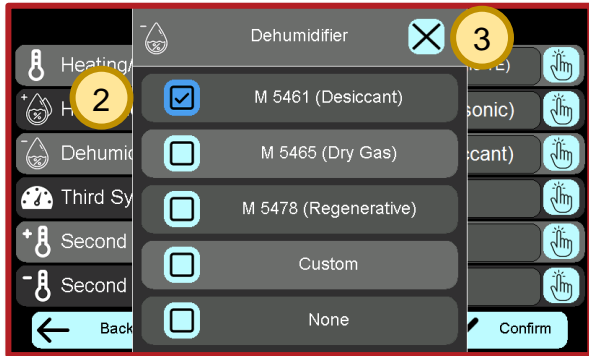 Dehumidifier
3
Heating/
2
M 5461 (Desiccant)
sonic)
Dehumid
M 5465 (Dry Gas)
ccant)
Third Sy
M 5478 (Regenerative)
Second
Custom
Second
None
Back
Confirm